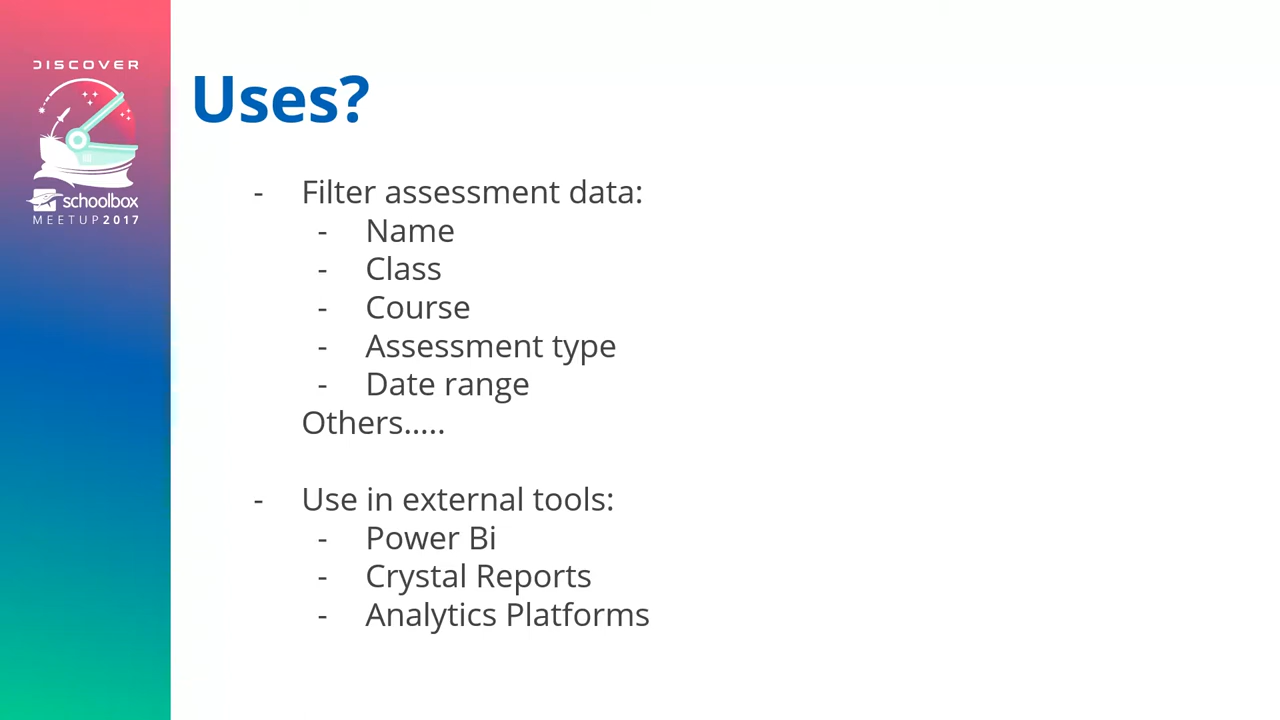 DISCOVER
schoolbox
MEETUP2017
Uses?
- Filter assessment data:
- Name
- Class
- Course
- Assessment type
- Date range
Others.....
- Use in external tools:
- Power Bi
- Crystal Reports
- Analytics Platforms